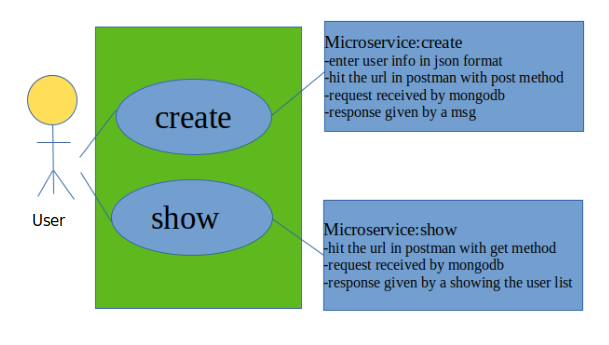 Microservice:create
-enter user info in json format
-hit the url in postman with post method
-request received by mongodb
-response given by a msg
create
show
User
Microservice:show
-hit the url in postman with get method
-request received by mongodb
-response given by a showing the user list